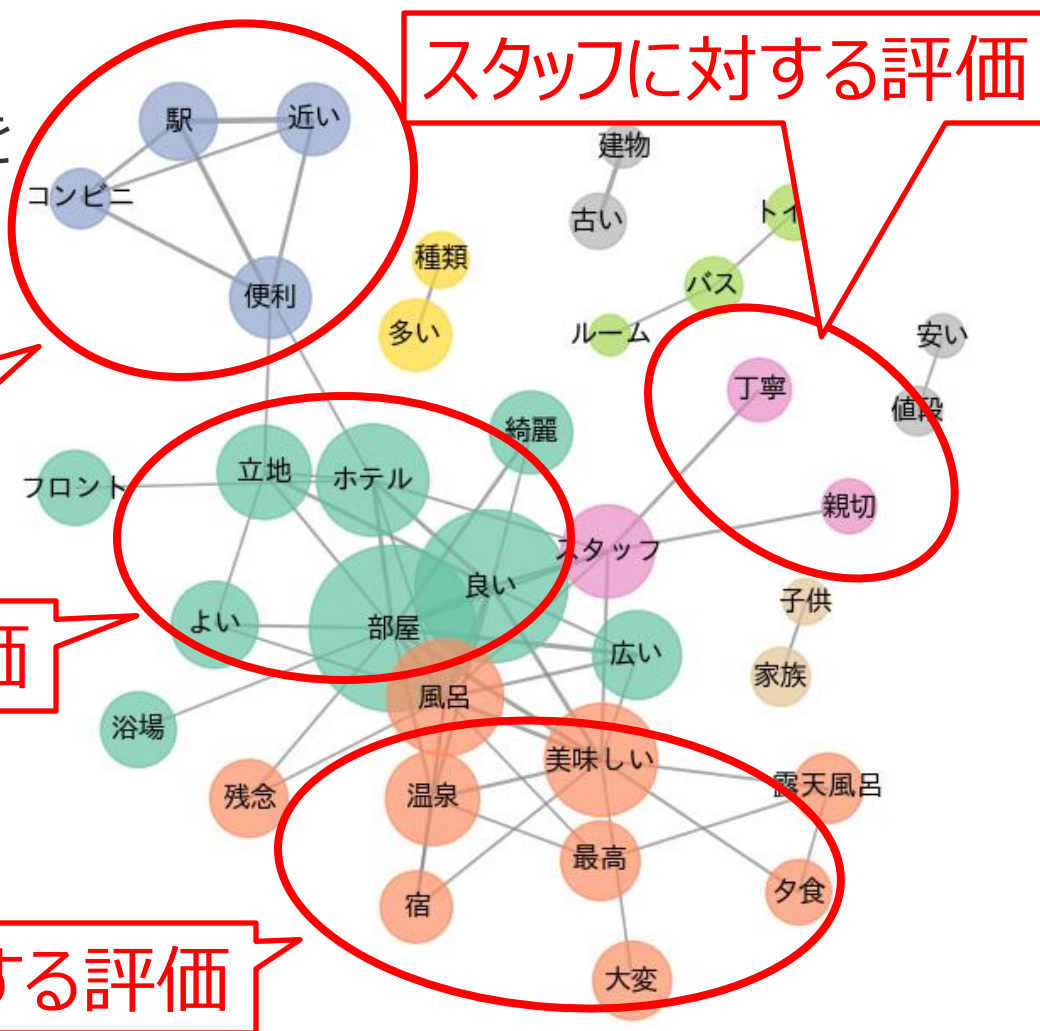 スタッフに対する評価
と
駅
近い
建物
コンビニ
古い
種類
バス
便利
多い
ルーム
安い
丁寧
値段
綺麗
立地
ホテル
フロント
親切
スタッフ
良い
子供
よい
部屋
広い
価
家族
風呂
浴場
美味しい
残念
温泉
露天風呂
最高
夕食
宿
する評価
大変